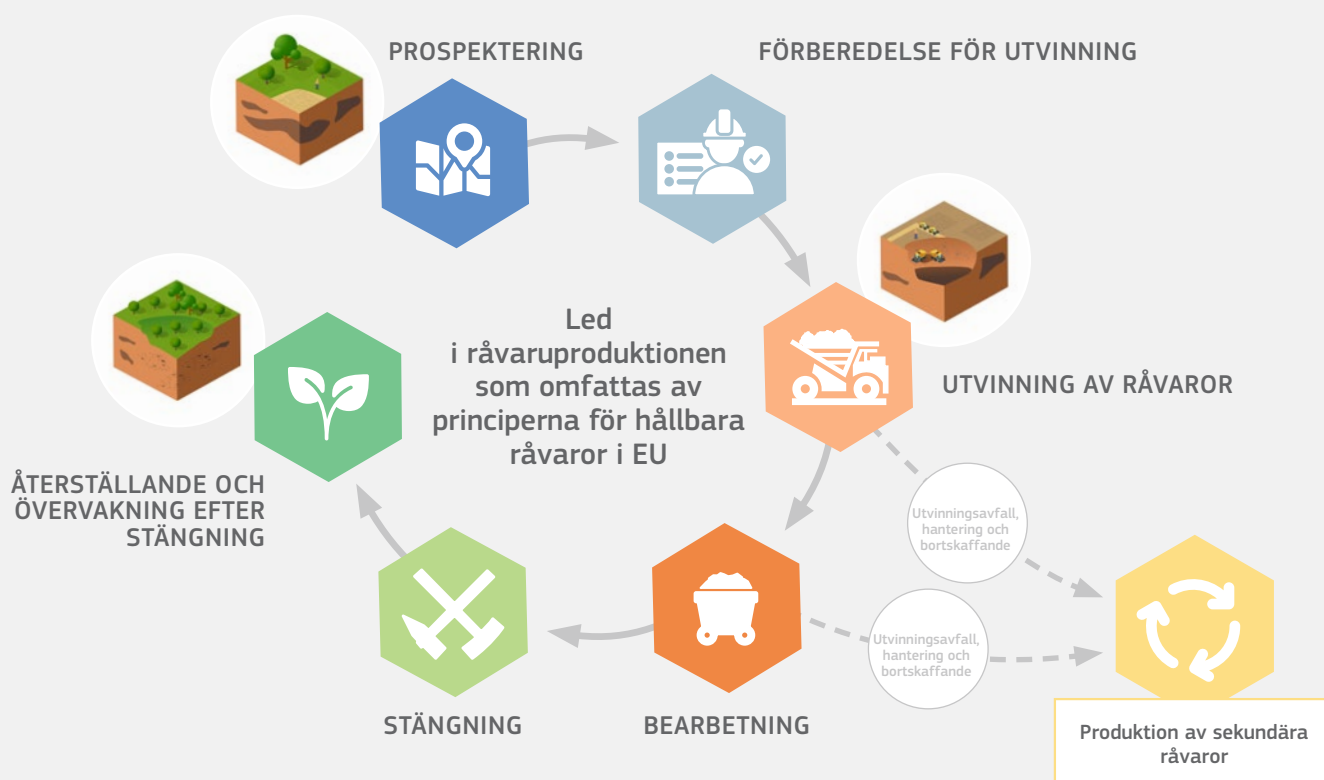 PROSPEKTERING
FÖRBEREDELSE FÖR UTVINNING
UTVINNING AV RÅVAROR
Led
i råvaruproduktionen
som omfattas av
principerna för hållbara
råvaror i EU
ÅTERSTÄLLANDE OCH
ÖVERVAKNING EFTER
STÄNGNING
Utvinningsavfall,
hantering och
bortskaffande
Utvinningsavfall,
hantering och
bortskaffande
STÄNGNING
BEARBETNING
Produktion av sekundära
råvaror